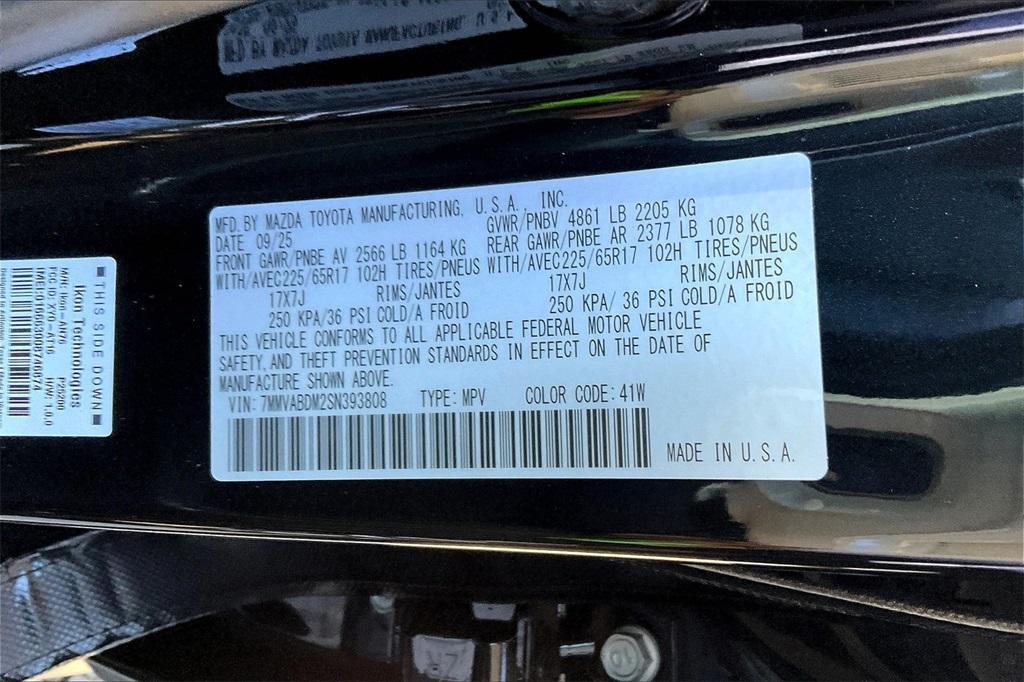 MFD. BY MAZDA TOYOTA MANUFACTURING, U.S.A., INC.
DATE 09/25 GVWR/PNBV 4861 LB 2205 KG
FRONT GAWR/PNBE AV 2566 LB 1164 KG REAR GAWR/PNBE AR 2377 LB 1078 KG
WITH/AVEC225/65R17 102H TIRES/PNEUS WITH/AVEC225/65R17 102H TIRES/PNEUS
17X7J RIMS/JANTES 17X7J RIMS/JANTES
250 KPA/36 PSI COLD/A FROID 250 KPA/36 PSI COLD/A FROID
THIS VEHICLE CONFORMS TO ALL APPLICABLE FEDERAL MOTOR VEHICLE
SAFETY, AND THEFT PREVENTION STANDARDS IN EFFECT ON THE DATE OF
MANUFACTURE SHOWN ABOVE.
VIN: 7MMVABDM2SN393808 TYPE: MPV COLOR CODE: 41W
MADE IN U.S.A.
THIS SIDE DOWN
Ikon Technologies
P25200
H/W: 1.0.0